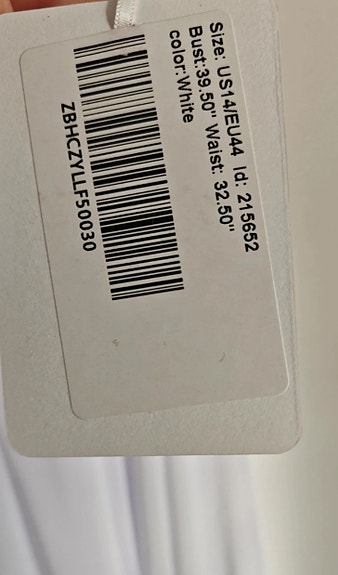 Size: US14/EU44 Id: 215652
Bust:39.50" Waist: 32.50"
color:White
ZBHCZYLLF50030